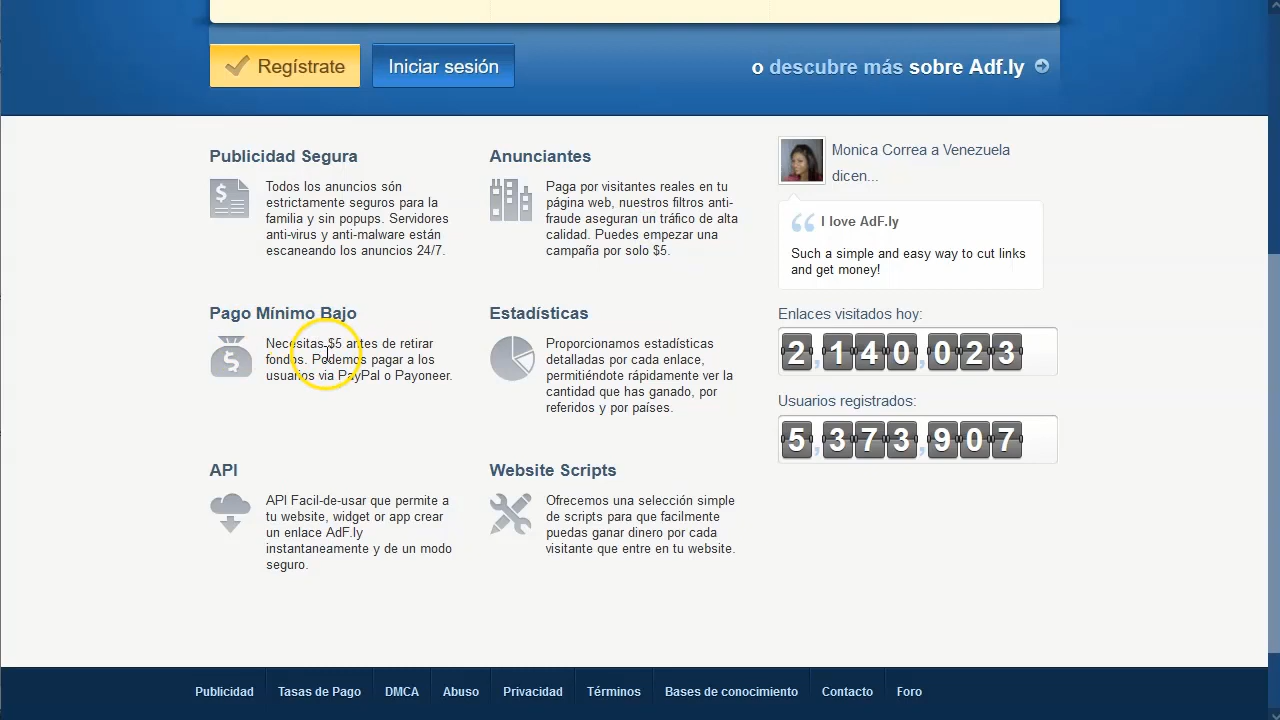 Regístrate
Iniciar sesión
o descubre más sobre Adf.ly
Publicidad Segura
Todos los anuncios són
estrictamente seguros para la
familia y sin popups. Servidores
anti-virus y anti-malware están
escaneando los anuncios 24/7.
Anunciantes
Paga por visitantes reales en tu
página web, nuestros filtros anti-
fraude aseguran un tráfico de alta
calidad. Puedes empezar una
campaña por solo $5.
Monica Correa a Venezuela
dicen...
I love AdF.ly
Such a simple and easy way to cut links
and get money!
Pago Mínimo Bajo
Necesitas $5 antes de retirar
fondos. Podemos pagar a los
usuarios via PayPal o Payoneer.
Estadísticas
Proporcionamos estadísticas
detalladas por cada enlace,
permitiéndote rápidamente ver la
cantidad que has ganado, por
referidos y por países.
Enlaces visitados hoy:
2,140,023
Usuarios registrados:
5,373,907
API
API Facil-de-usar que permite a
tu website, widget or app crear
un enlace AdF.ly
instantaneamente y de un modo
seguro.
Website Scripts
Ofrecemos una selección simple
de scripts para que facilmente
puedas ganar dinero por cada
visitante que entre en tu website.
Publicidad
Tasas de Pago
DMCA
Abuso
Privacidad
Términos
Bases de conocimiento
Contacto
Foro